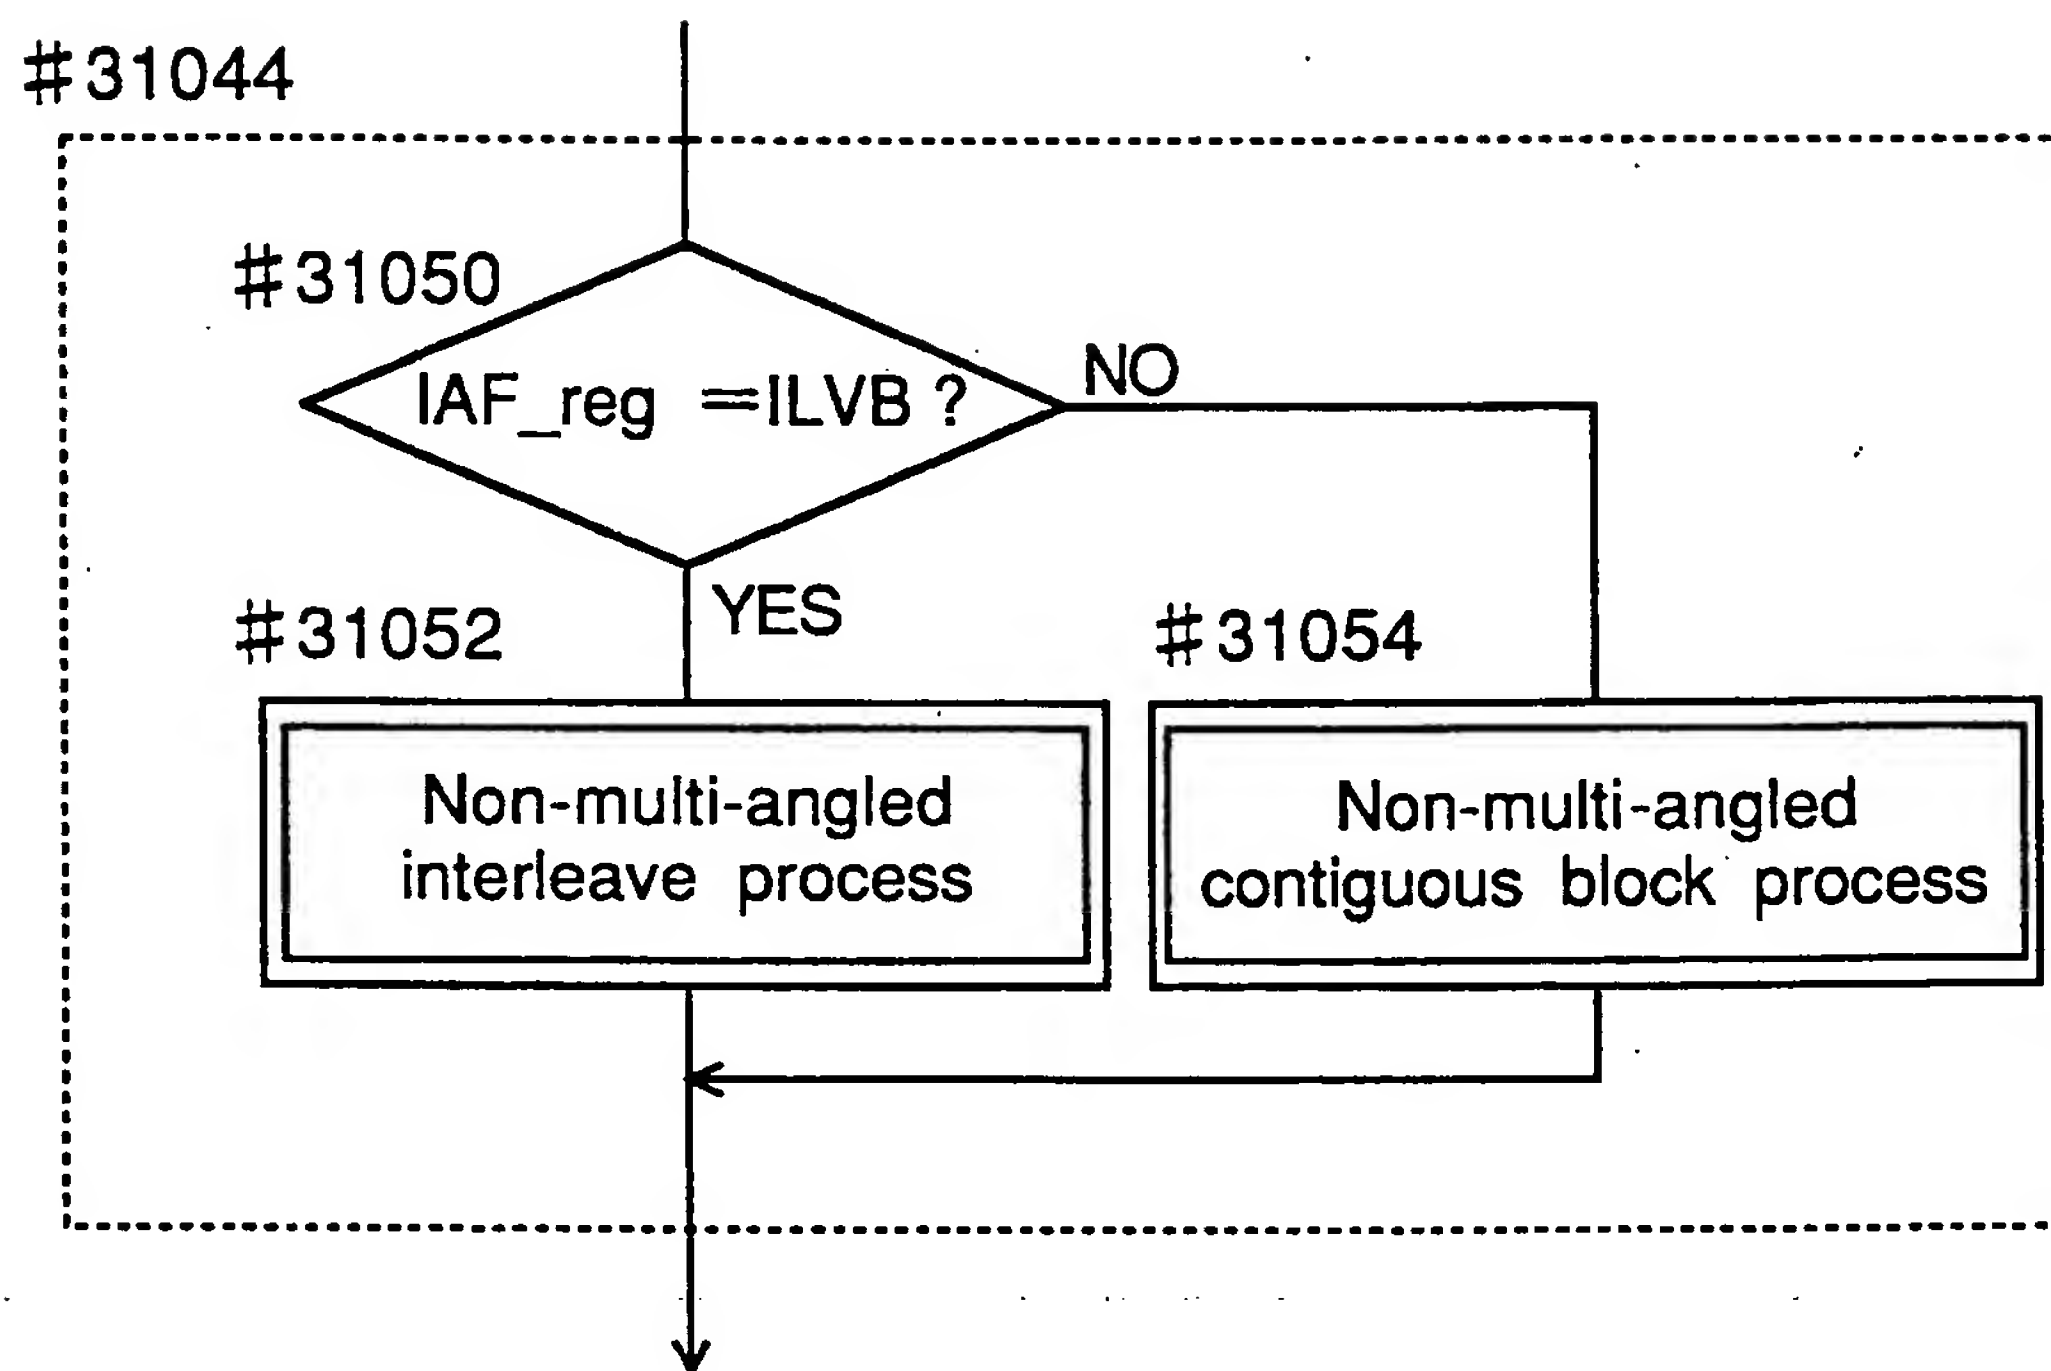 #31044
#31050
IAF_reg =ILVB ?
NO
YES
#31052
#31054
Non-multi-angled
interleave process
Non-multi-angled
contiguous block process